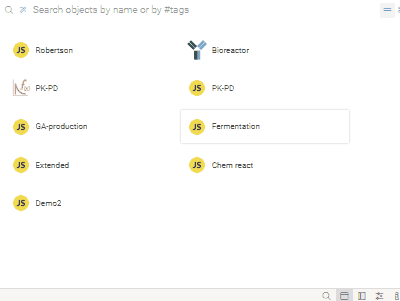 Search objects by name or by #tags
JS Robertson
Bioreactor
f(x) PK-PD
JS PK-PD
JS GA-production
JS Fermentation
JS Extended
JS Chem react
JS Demo2